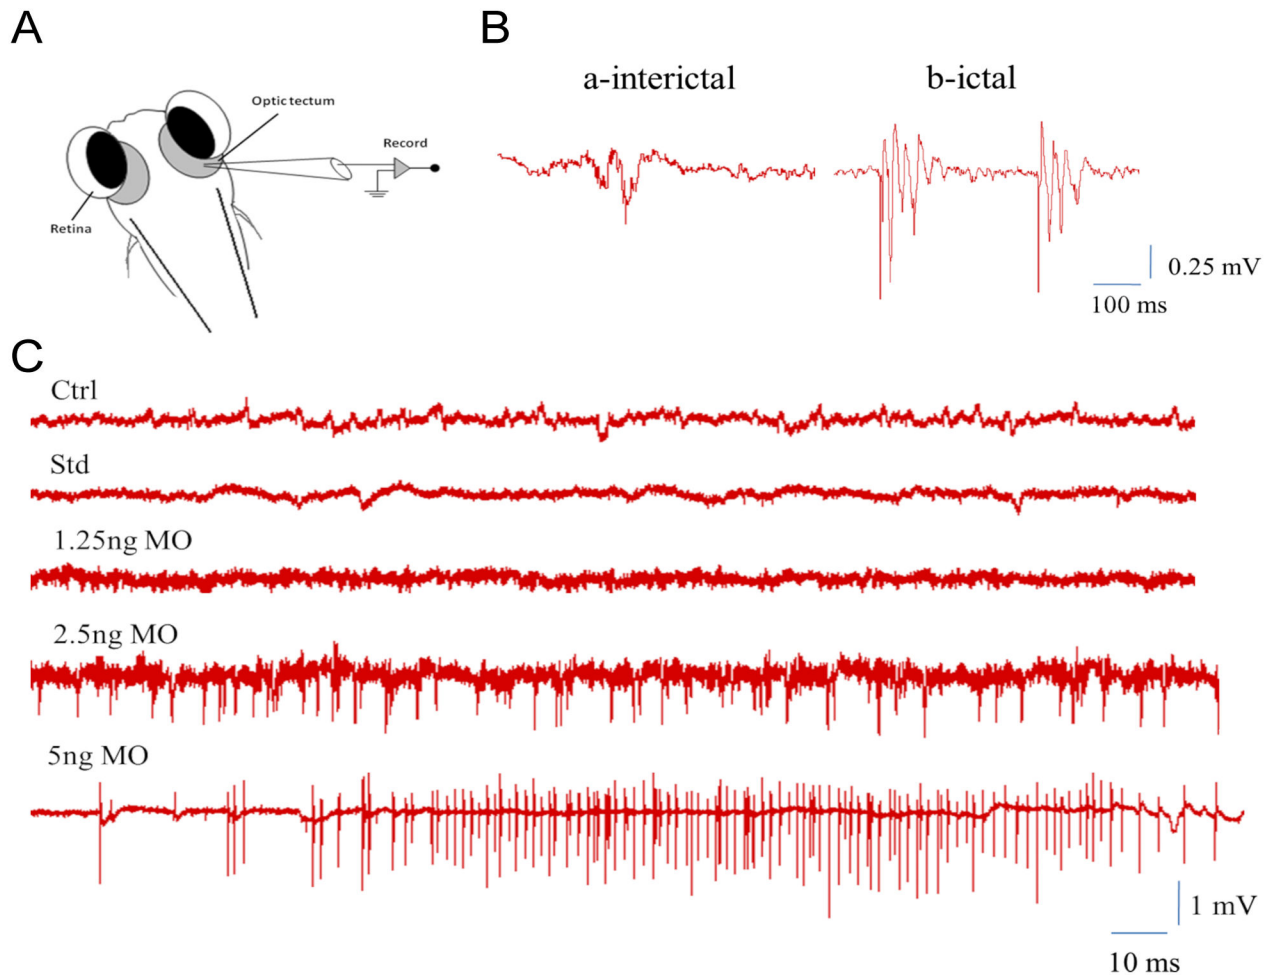 A
B
a-interictal
b-ictal
Optic tectum
Record
Retina
0.25 mV
100 ms
C
Ctrl
Std
1.25ng MO
2.5ng MO
5ng MO
1 mV
10 ms